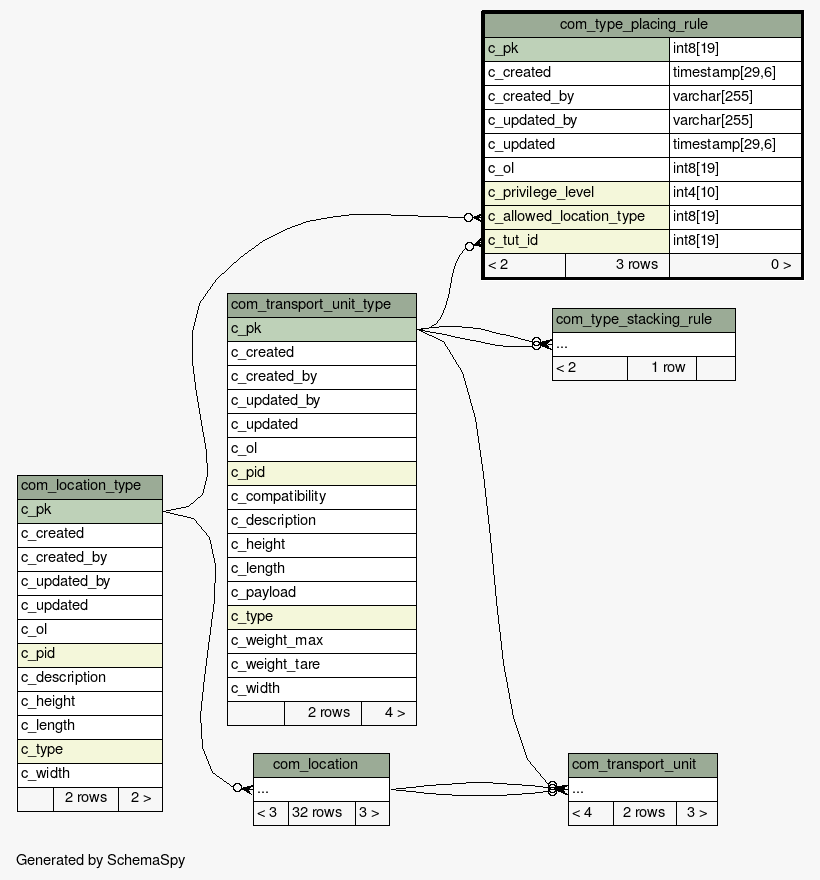 com_type_placing_rule
c_pk int8[19]
c_created timestamp[29,6]
c_created_by varchar[255]
c_updated_by varchar[255]
c_updated timestamp[29,6]
c_ol int8[19]
c_privilege_level int4[10]
c_allowed_location_type int8[19]
c_tut_id int8[19]
< 2 3 rows 0 >
com_transport_unit_type
c_pk
c_created
c_created_by
c_updated_by
c_updated
c_ol
c_pid
c_compatibility
c_description
c_height
c_length
c_payload
c_type
c_weight_max
c_weight_tare
c_width
2 rows 4 >
com_type_stacking_rule
...
< 2 1 row
com_location_type
c_pk
c_created
c_created_by
c_updated_by
c_updated
c_ol
c_pid
c_description
c_height
c_length
c_type
c_width
2 rows 2 >
com_location
...
< 3 32 rows 3 >
com_transport_unit
...
< 4 2 rows 3 >
Generated by SchemaSpy